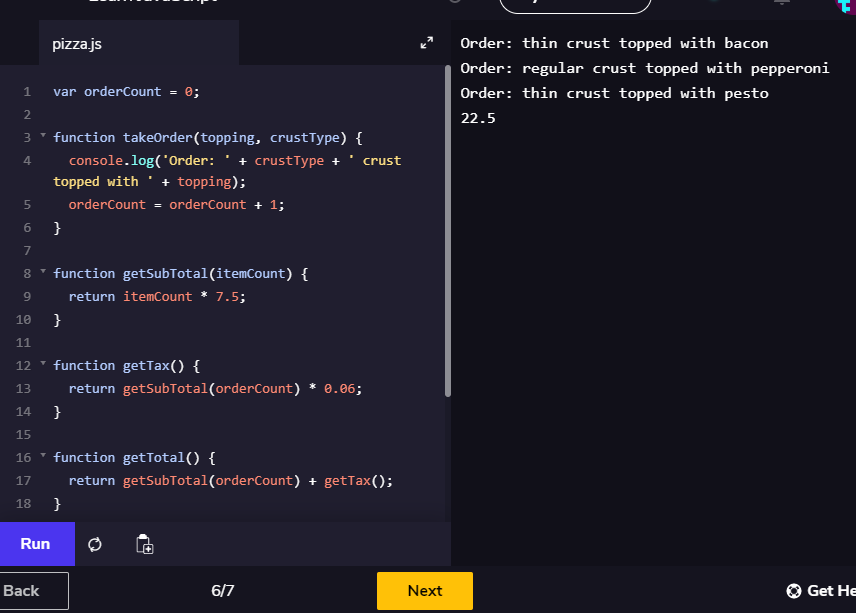 pizza.js
1 var orderCount = 0;
2
3 function takeOrder(topping, crustType) {
4 console.log('Order: ' + crustType + ' crust
topped with ' + topping);
5 orderCount = orderCount + 1;
6 }
7
8 function getSubTotal(itemCount) {
9 return itemCount * 7.5;
10 }
11
12 function getTax() {
13 return getSubTotal(orderCount) * 0.06;
14 }
15
16 function getTotal() {
17 return getSubTotal(orderCount) + getTax();
18 }
Order: thin crust topped with bacon
Order: regular crust topped with pepperoni
Order: thin crust topped with pesto
22.5
Run
Back
6/7
Next
Get He